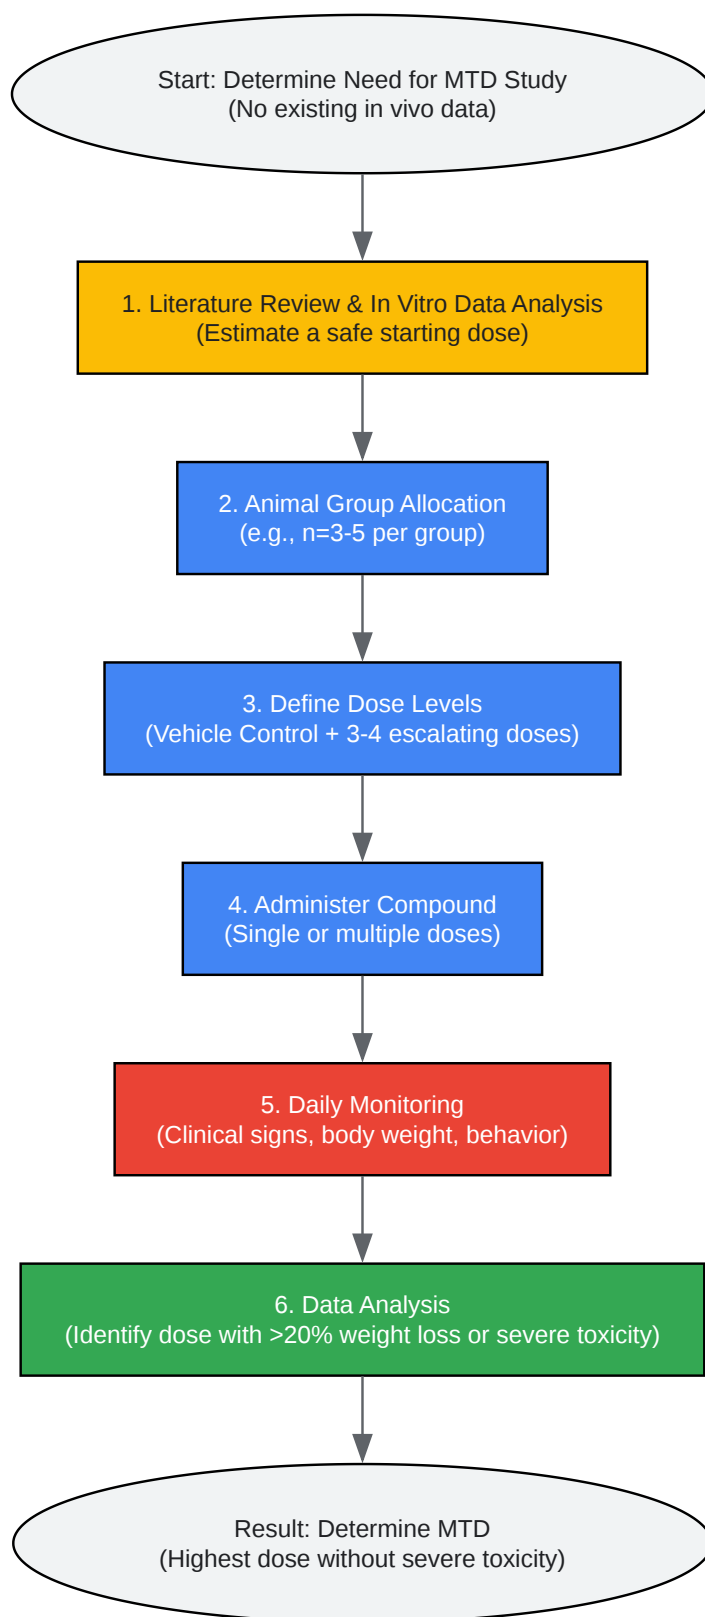 Start: Determine Need for MTD Study
(No existing in vivo data)
1. Literature Review & In Vitro Data Analysis
(Estimate a safe starting dose)
2. Animal Group Allocation
(e.g., n=3-5 per group)
3. Define Dose Levels
(Vehicle Control + 3-4 escalating doses)
4. Administer Compound
(Single or multiple doses)
5. Daily Monitoring
(Clinical signs, body weight, behavior)
6. Data Analysis
(Identify dose with >20% weight loss or severe toxicity)
Result: Determine MTD
(Highest dose without severe toxicity)